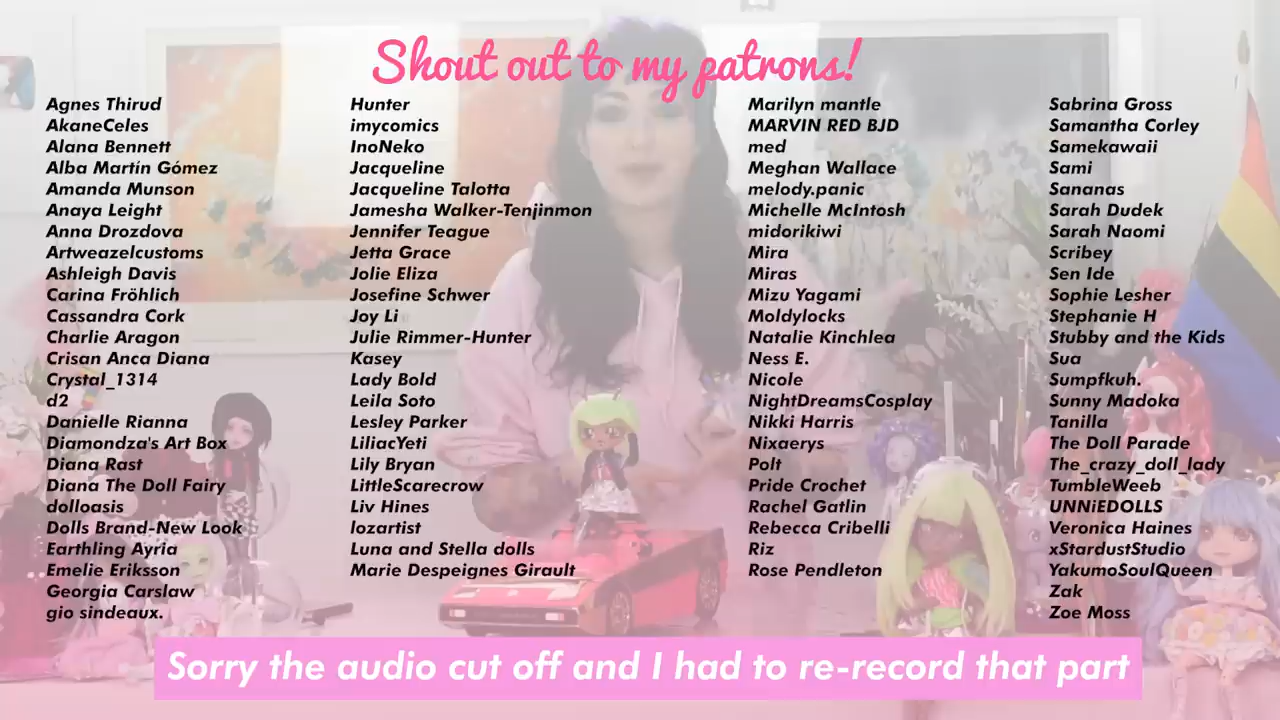 Shout out to my patrons!
Agnes Thirud
AkaneCeles
Alana Bennett
Alba Martín Gómez
Amanda Munson
Anaya Leight
Anna Drozdova
Artweazelcustoms
Ashleigh Davis
Carina Fröhlich
Cassandra Cork
Charlie Aragon
Crisan Anca Diana
Crystal_1314
d2
Danielle Rianna
Diamondza's Art Box
Diana Rast
Diana The Doll Fairy
dolloasis
Dolls Brand-New Look
Earthling Ayria
Emelie Eriksson
Georgia Carslaw
gio sindeaux.
Hunter
imycomics
InoNeko
Jacqueline
Jacqueline Talotta
Jamesha Walker-Tenjinmon
Jennifer Teague
Jetta Grace
Jolie Eliza
Josefine Schwer
Joy Li
Julie Rimmer-Hunter
Kasey
Lady Bold
Leila Soto
Lesley Parker
LiliacYeti
Lily Bryan
LittleScarecrow
Liv Hines
lozartist
Luna and Stella dolls
Marie Despeignes Girault
Marilyn mantle
MARVIN RED BJD
med
Meghan Wallace
melody.panic
Michelle McIntosh
midorikiwi
Mira
Miras
Mizu Yagami
Moldylocks
Natalie Kinchlea
Ness E.
Nicole
NightDreamsCosplay
Nikki Harris
Nixaerys
Polt
Pride Crochet
Rachel Gatlin
Rebecca Cribelli
Riz
Rose Pendleton
Sabrina Gross
Samantha Corley
Samekawaii
Sami
Sananas
Sarah Dudek
Sarah Naomi
Scribey
Sen Ide
Sophie Lesher
Stephanie H
Stubby and the Kids
Sua
Sumpfkuh.
Sunny Madoka
Tanilla
The Doll Parade
The_crazy_doll_lady
TumbleWeeb
UNNiEDOLLS
Veronica Haines
xStardustStudio
YakumoSoulQueen
Zak
Zoe Moss
Sorry the audio cut off and I had to re-record that part